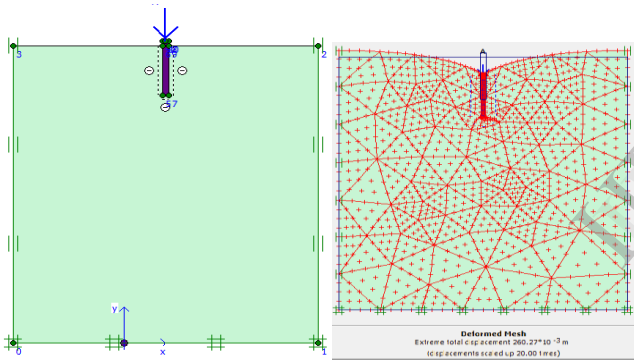 3
2
57
y
x
0
1
A
Deformed Mesh
Extreme total displacement 260.27*10 -3 m
(displacements scaled up 20.00 times)